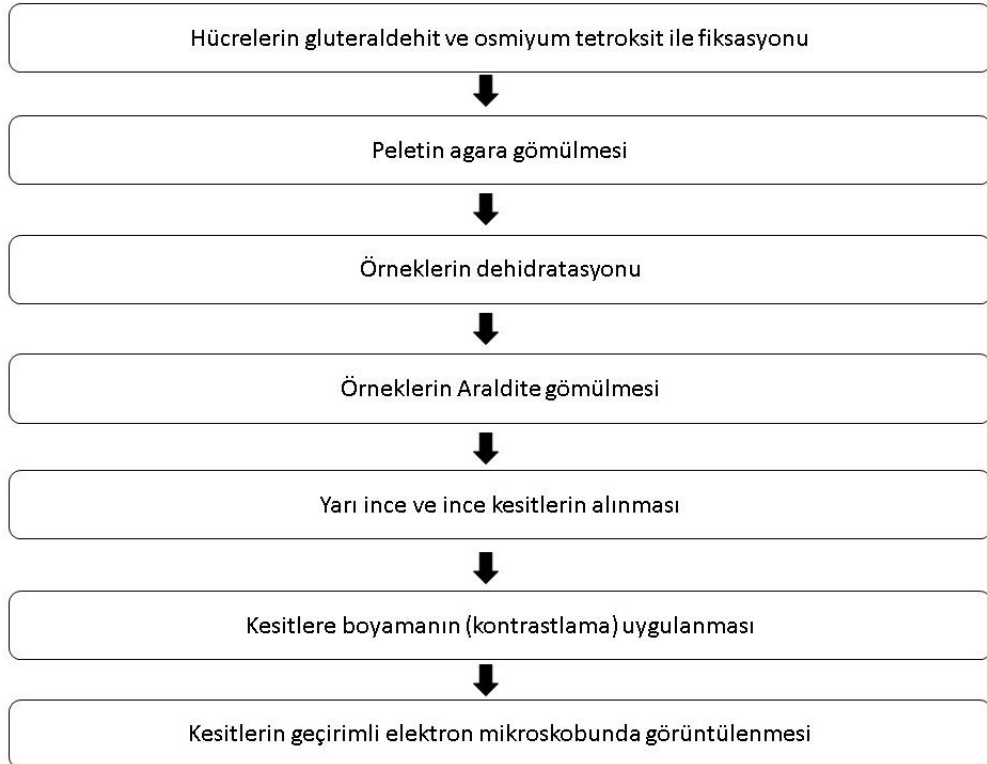 Hücrelerin gluteraldehit ve osmiyum tetroksit ile fiksasyonu
Peletin agara gömülmesi
Örneklerin dehidratasyonu
Örneklerin Araldite gömülmesi
Yarı ince ve ince kesitlerin alınması
Kesitlere boyamanın (kontrastlama) uygulanması
Kesitlerin geçirimli elektron mikroskobunda görüntülenmesi